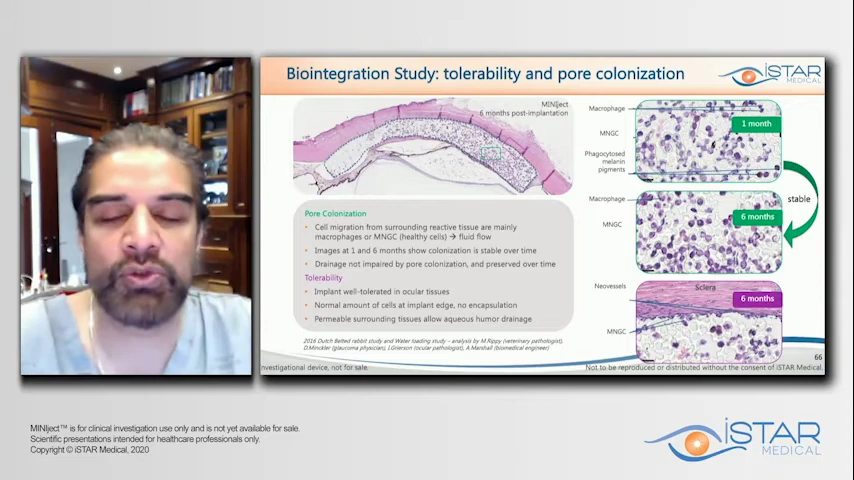 Biointegration Study: tolerability and pore colonization
iSTAR
MEDICAL
MINIject
6 months post-implantation
Macrophage
MNGC
Phagocytosed
melanin
pigments
1 month
Macrophage
MNGC
6 months
stable
Neovessels
Sclera
6 months
MNGC
Pore Colonization
• Cell migration from surrounding reactive tissue are mainly
macrophages or MNGC (healthy cells) → fluid flow
• Images at 1 and 6 months show colonization is stable over time
• Drainage not impaired by pore colonization, and preserved over time
Tolerability
• Implant well-tolerated in ocular tissues
• Normal amount of cells at implant edge, no encapsulation
• Permeable surrounding tissues allow aqueous humor drainage
2016 Dutch Belted rabbit study and Water loading study – analysis by M.Rippy (veterinary pathologist),
D.Minckler (glaucoma physician), I.Grierson (ocular pathologist), A.Marshall (biomedical engineer)
66
nvestigational device, not for sale.
Not to be reproduced or distributed without the consent of iSTAR Medical.
MINIject™ is for clinical investigation use only and is not yet available for sale.
Scientific presentations intended for healthcare professionals only.
Copyright © iSTAR Medical, 2020
iSTAR
MEDICAL